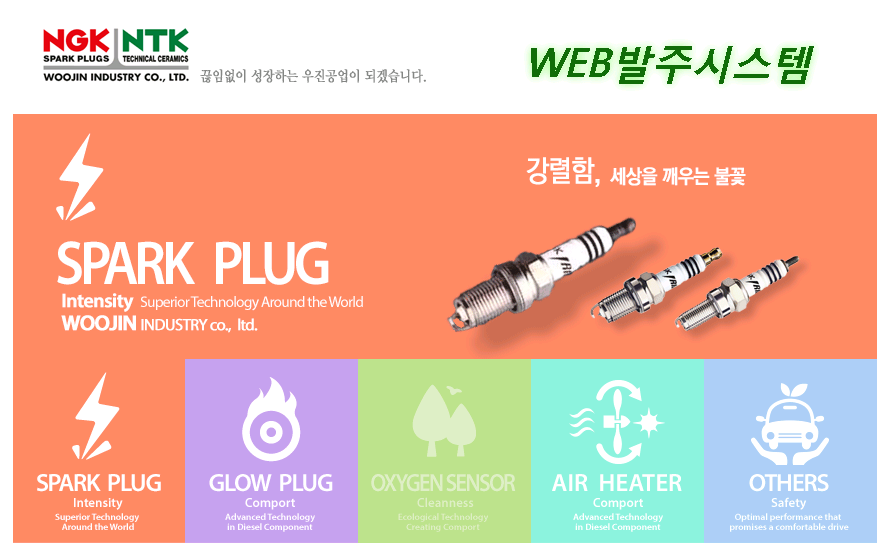 NGK NTK
SPARK PLUGS TECHNICAL CERAMICS
WOOJIN INDUSTRY CO., LTD.
끊임없이 성장하는 우진공업이 되겠습니다.
WEB발주시스템
강렬함, 세상을 깨우는 불꽃
SPARK PLUG
Intensity Superior Technology Around the World
WOOJIN INDUSTRY co., ltd.
SPARK PLUG
Intensity
Superior Technology
Around the World
GLOW PLUG
Comport
Advanced Technology
in Diesel Component
OXYGEN SENSOR
Cleanness
Ecological Technology
Creating Comport
AIR HEATER
Comport
Advanced Technology
in Diesel Component
OTHERS
Safety
Optimal performance that
promises a comfortable drive